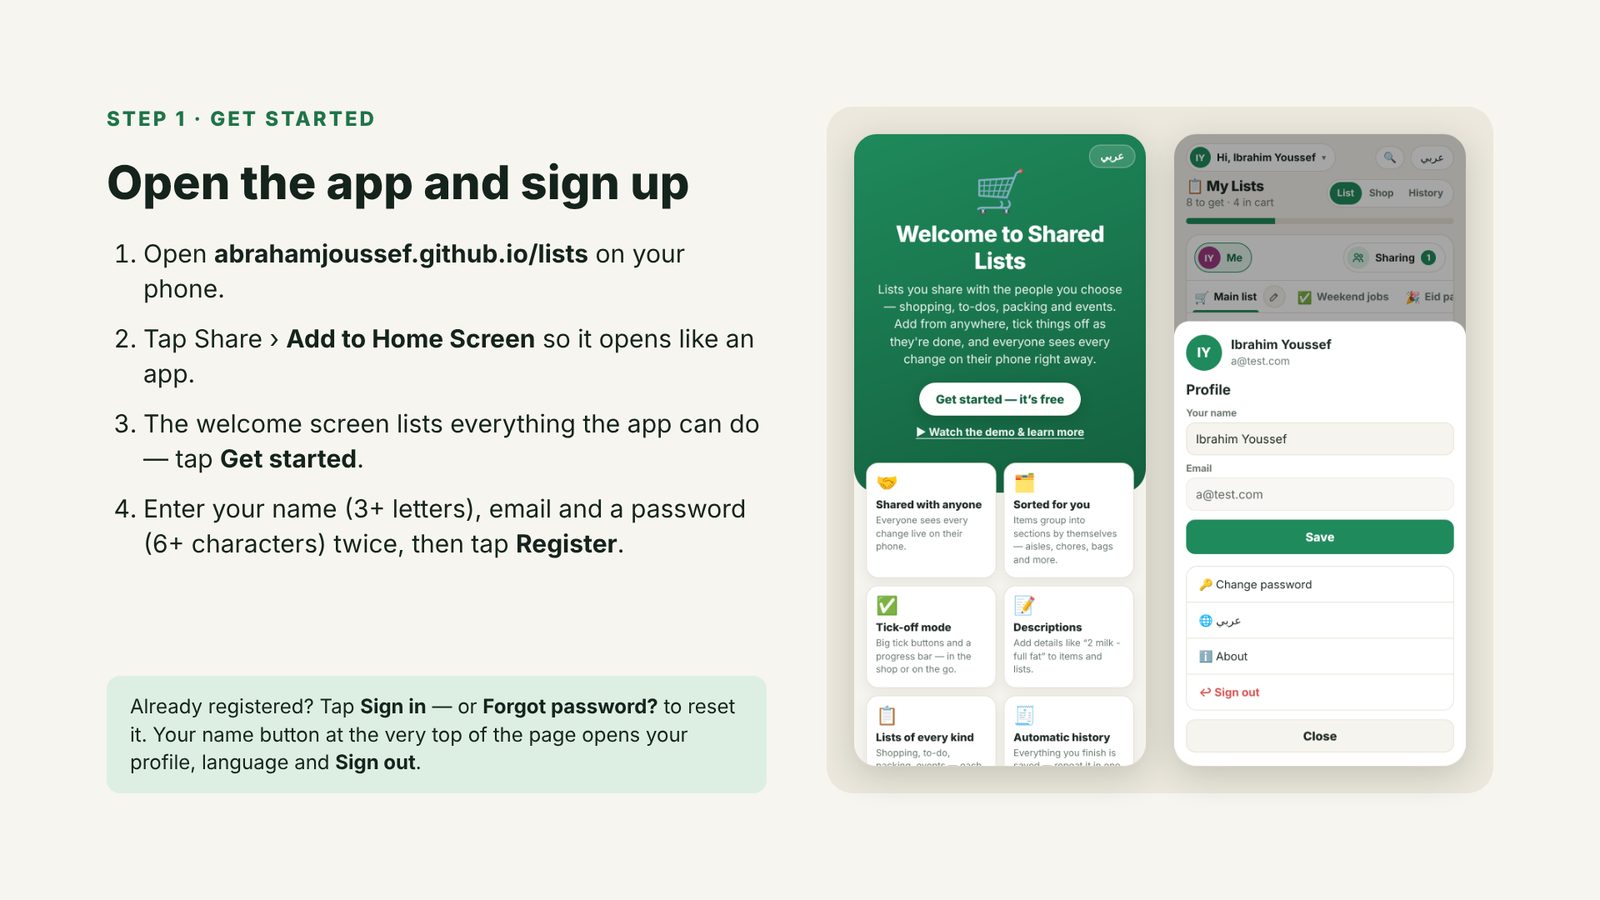 STEP 1 · GET STARTED
Open the app and sign up
1. Open abrahamjoussef.github.io/lists on your
phone.
2. Tap Share › Add to Home Screen so it opens like an
app.
3. The welcome screen lists everything the app can do
— tap Get started.
4. Enter your name (3+ letters), email and a password
(6+ characters) twice, then tap Register.
Already registered? Tap Sign in — or Forgot password? to reset
it. Your name button at the very top of the page opens your
profile, language and Sign out.
عربي
Welcome to Shared
Lists
Lists you share with the people you choose
— shopping, to-dos, packing and events.
Add from anywhere, tick things off as
they're done, and everyone sees every
change on their phone right away.
Get started — it's free
▶ Watch the demo & learn more
Shared with anyone
Everyone sees every
change live on their
phone.
Sorted for you
Items group into
sections by themselves
— aisles, chores, bags
and more.
Tick-off mode
Big tick buttons and a
progress bar — in the
shop or on the go.
Descriptions
Add details like “2 milk -
full fat” to items and
lists.
Lists of every kind
Shopping, to-do,
packing, events — each
Automatic history
Everything you finish is
saved — repeat it in one
IY Hi, Ibrahim Youssef ▾
عربي
My Lists
8 to get · 4 in cart
List Shop History
IY Me
Sharing 1
Main list
Weekend jobs
Eid pa
IY
Ibrahim Youssef
a@test.com
Profile
Your name
Ibrahim Youssef
Email
a@test.com
Save
Change password
عربي
About
Sign out
Close